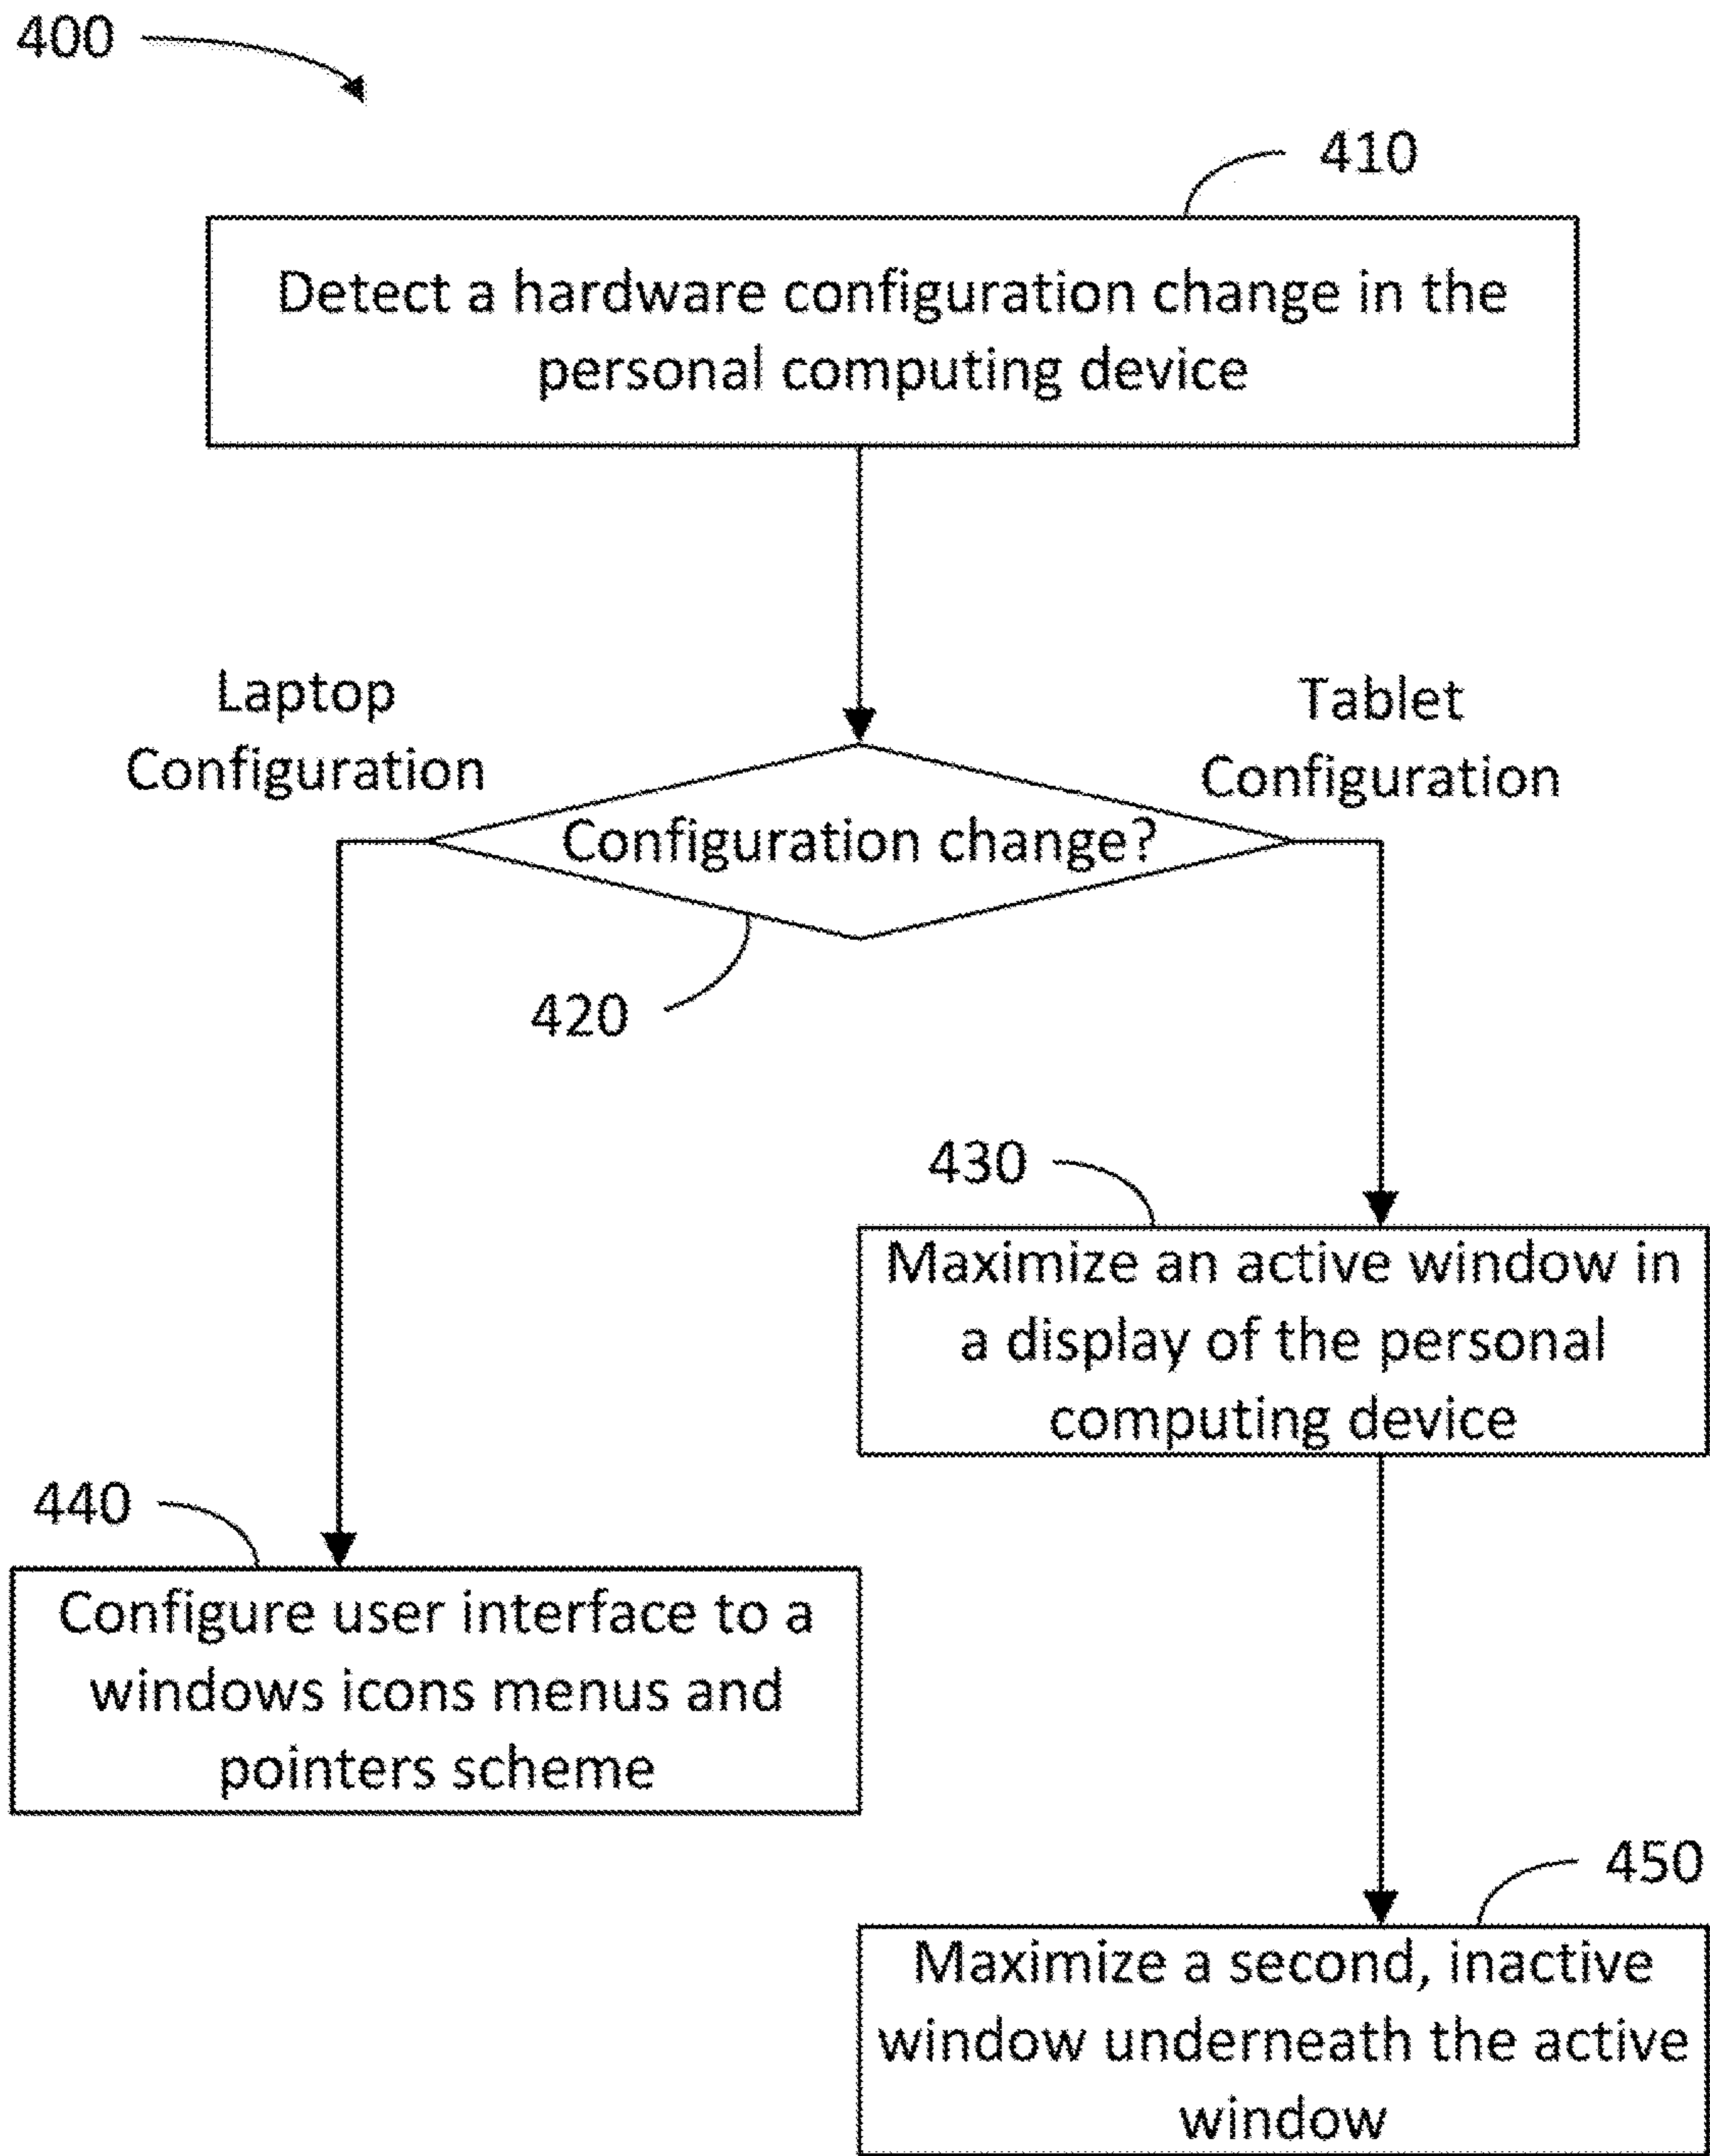 400
410
Detect a hardware configuration change in the
personal computing device
Laptop
Configuration
Tablet
Configuration
Configuration change?
420
430
Maximize an active window in
a display of the personal
computing device
440
Configure user interface to a
windows icons menus and
pointers scheme
450
Maximize a second, inactive
window underneath the active
window